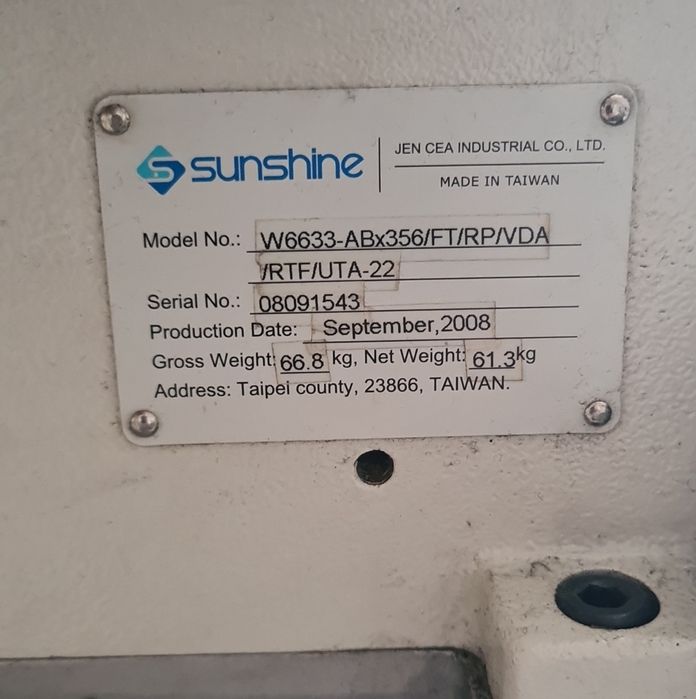 sunshine
JEN CEA INDUSTRIAL CO., LTD.
MADE IN TAIWAN
Model No.: W6633-ABx356/FT/RP/VDA
/RTF/UTA-22
Serial No.: 08091543
Production Date: September,2008
Gross Weight: 66.8 kg, Net Weight: 61.3kg
Address: Taipei county, 23866, TAIWAN.